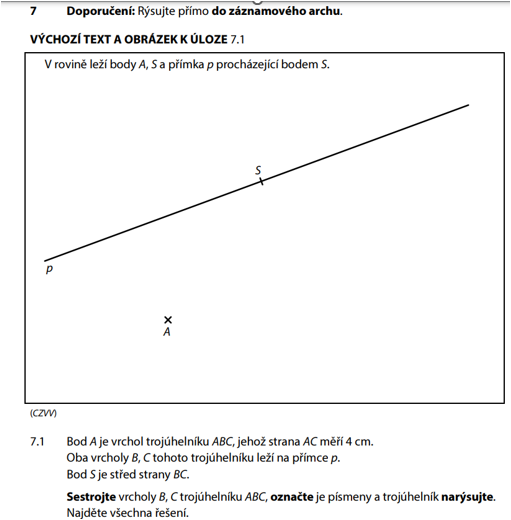 7 Doporučení: Rýsujte přímo do záznamového archu.
VÝCHOZÍ TEXT A OBRÁZEK K ÚLOZE 7.1
V rovině leží body A, S a přímka p procházející bodem S.
S
p
A
(CZVV)
7.1 Bod A je vrchol trojúhelníku ABC, jehož strana AC měří 4 cm.
Oba vrcholy B, C tohoto trojúhelníku leží na přímce p.
Bod S je střed strany BC.
Sestrojte vrcholy B, C trojúhelníku ABC, označte je písmeny a trojúhelník narýsujte.
Najděte všechna řešení.